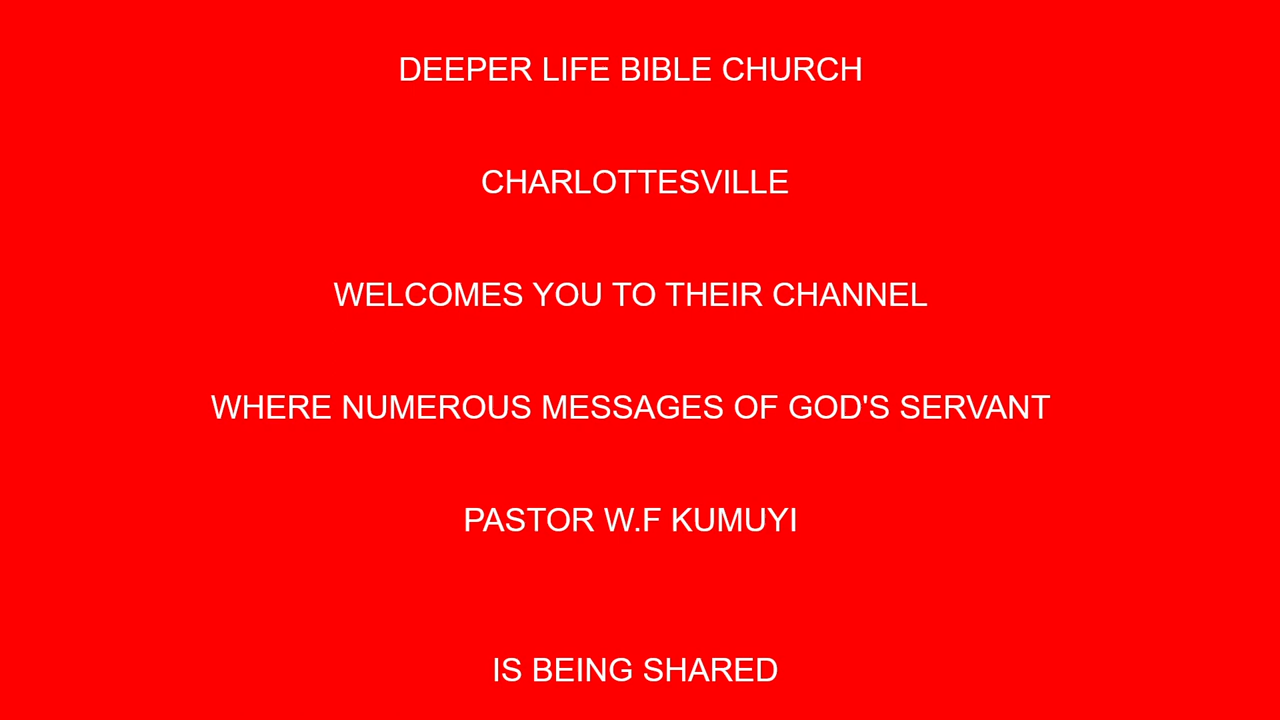 DEEPER LIFE BIBLE CHURCH
CHARLOTTESVILLE
WELCOMES YOU TO THEIR CHANNEL
WHERE NUMEROUS MESSAGES OF GOD'S SERVANT
PASTOR W.F KUMUYI
IS BEING SHARED